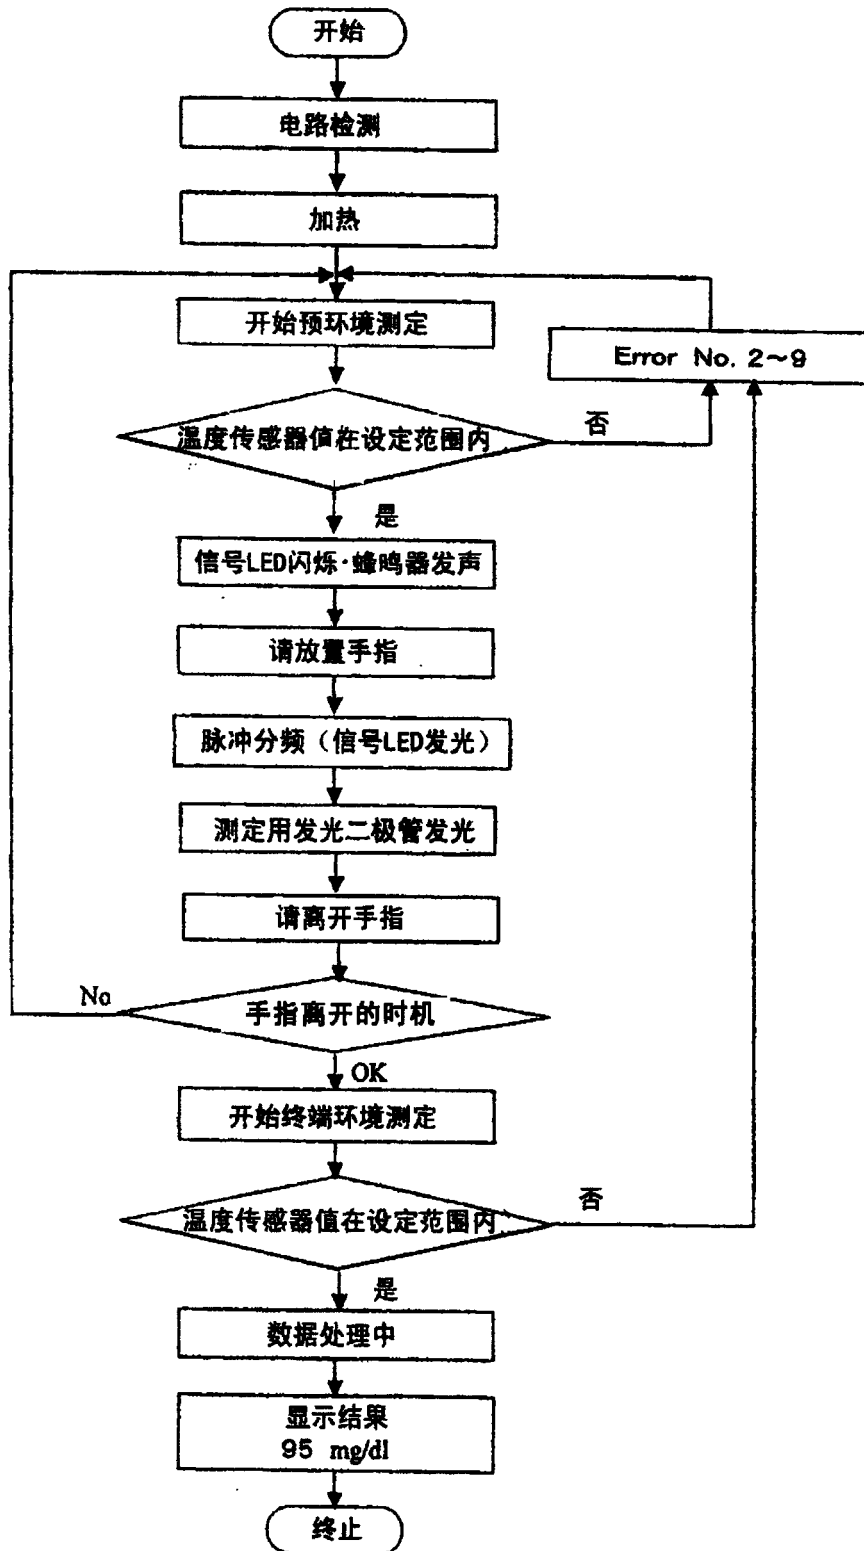 开始
电路检测
加热
开始预环境测定
Error No. 2～9
温度传感器值在设定范围内
否
是
信号LED闪烁·蜂鸣器发声
请放置手指
脉冲分频（信号LED发光）
测定用发光二极管发光
请离开手指
No
手指离开的时机
OK
开始终端环境测定
否
温度传感器值在设定范围内
是
数据处理中
显示结果
95 mg/dl
终止